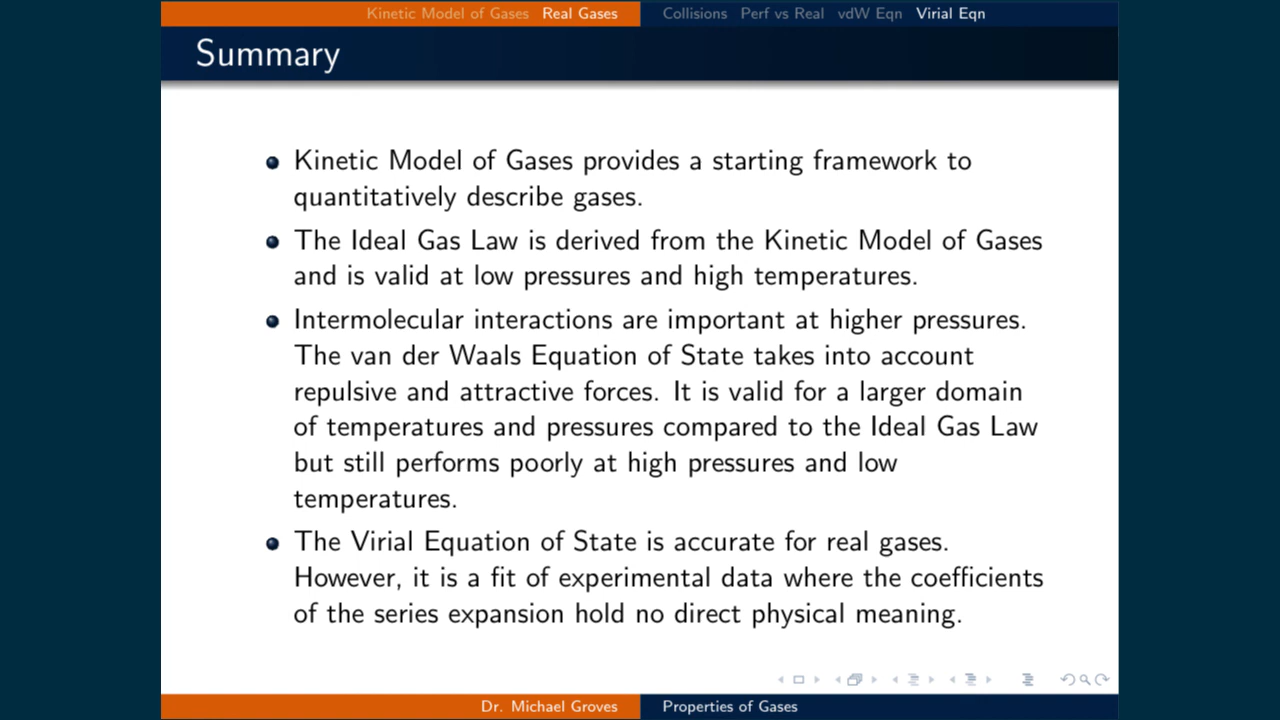 Kinetic Model of Gases Real Gases Collisions Perf vs Real vdW Eqn Virial Eqn
Summary
Kinetic Model of Gases provides a starting framework to
quantitatively describe gases.
The Ideal Gas Law is derived from the Kinetic Model of Gases
and is valid at low pressures and high temperatures.
Intermolecular interactions are important at higher pressures.
The van der Waals Equation of State takes into account
repulsive and attractive forces. It is valid for a larger domain
of temperatures and pressures compared to the Ideal Gas Law
but still performs poorly at high pressures and low
temperatures.
The Virial Equation of State is accurate for real gases.
However, it is a fit of experimental data where the coefficients
of the series expansion hold no direct physical meaning.
Dr. Michael Groves Properties of Gases